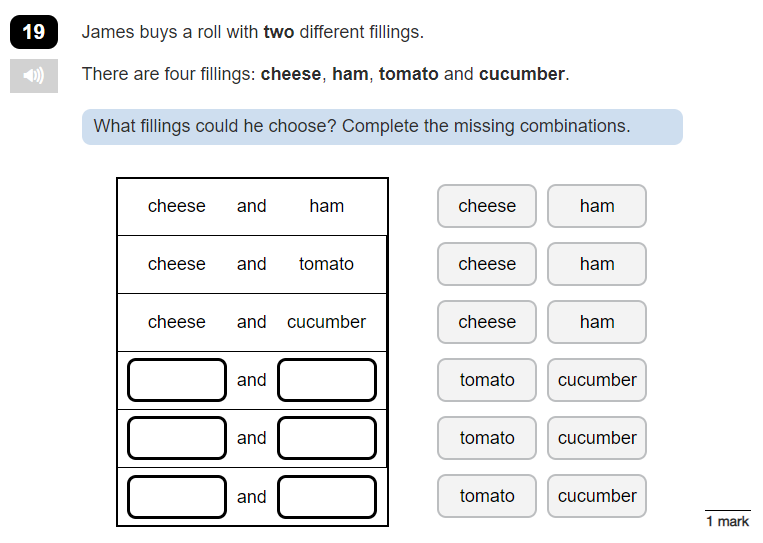 19
James buys a roll with two different fillings.
There are four fillings: cheese, ham, tomato and cucumber.
What fillings could he choose? Complete the missing combinations.
cheese and ham
cheese and tomato
cheese and cucumber
and
and
and
cheese ham
cheese ham
cheese ham
tomato cucumber
tomato cucumber
tomato cucumber
1 mark